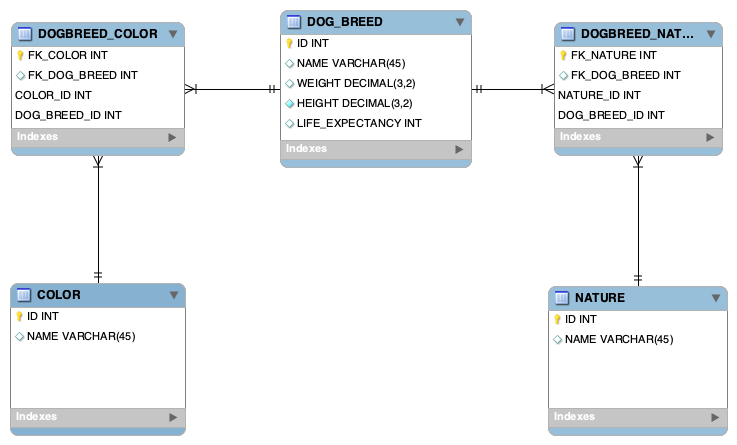 DOGBREED_COLOR
FK_COLOR INT
FK_DOG_BREED INT
COLOR_ID INT
DOG_BREED_ID INT
Indexes
DOG_BREED
ID INT
NAME VARCHAR(45)
WEIGHT DECIMAL(3,2)
HEIGHT DECIMAL(3,2)
LIFE_EXPECTANCY INT
Indexes
DOGBREED_NAT...
FK_NATURE INT
FK_DOG_BREED INT
NATURE_ID INT
DOG_BREED_ID INT
Indexes
COLOR
ID INT
NAME VARCHAR(45)
Indexes
NATURE
ID INT
NAME VARCHAR(45)
Indexes